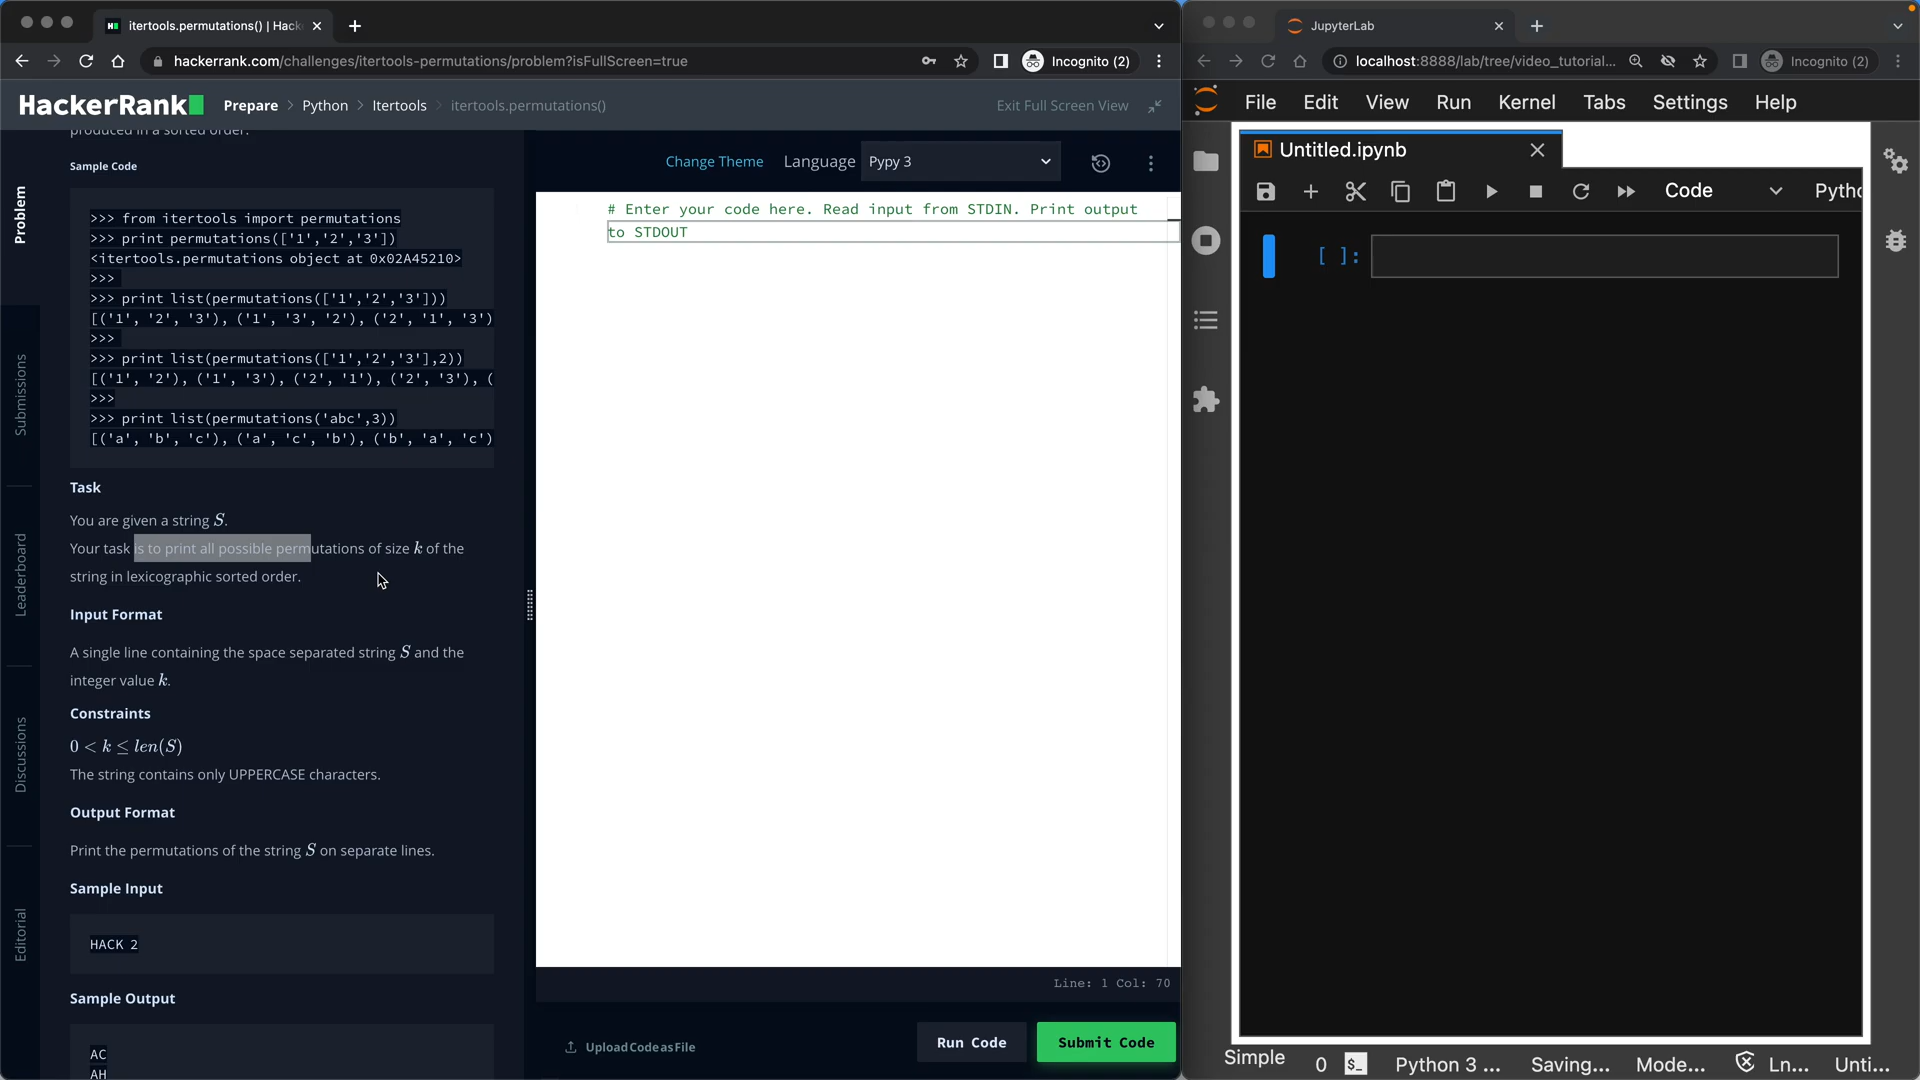 itertools.permutations() | Hack
hackerrank.com/challenges/itertools-permutations/problem?isFullScreen=true
Incognito (2)
HackerRank
Prepare > Python > Itertools > itertools.permutations()
Exit Full Screen View
Problem
Submissions
Leaderboard
Discussions
Editorial
produced in a sorted order.
Sample Code
>>> from itertools import permutations
>>> print permutations(['1','2','3'])
<itertools.permutations object at 0x02A45210>
>>>
>>> print list(permutations(['1','2','3']))
[('1', '2', '3'), ('1', '3', '2'), ('2', '1', '3')
>>>
>>> print list(permutations(['1','2','3'],2))
[('1', '2'), ('1', '3'), ('2', '1'), ('2', '3'), (
>>>
>>> print list(permutations('abc',3))
[('a', 'b', 'c'), ('a', 'c', 'b'), ('b', 'a', 'c')
Task
You are given a string S.
Your task is to print all possible permutations of size k of the
string in lexicographic sorted order.
Input Format
A single line containing the space separated string S and the
integer value k.
Constraints
0 < k ≤ len(S)
The string contains only UPPERCASE characters.
Output Format
Print the permutations of the string S on separate lines.
Sample Input
HACK 2
Sample Output
AC
AH
Change Theme
Language
Pypy 3
# Enter your code here. Read input from STDIN. Print output
to STDOUT
Line: 1 Col: 70
Upload Code as File
Run Code
Submit Code
JupyterLab
localhost:8888/lab/tree/video_tutorial...
Incognito (2)
File Edit View Run Kernel Tabs Settings Help
Untitled.ipynb
Code
Pytho
[ ]:
Simple
0
$_
Python 3 ...
Saving...
Mode...
Ln...
Unti...